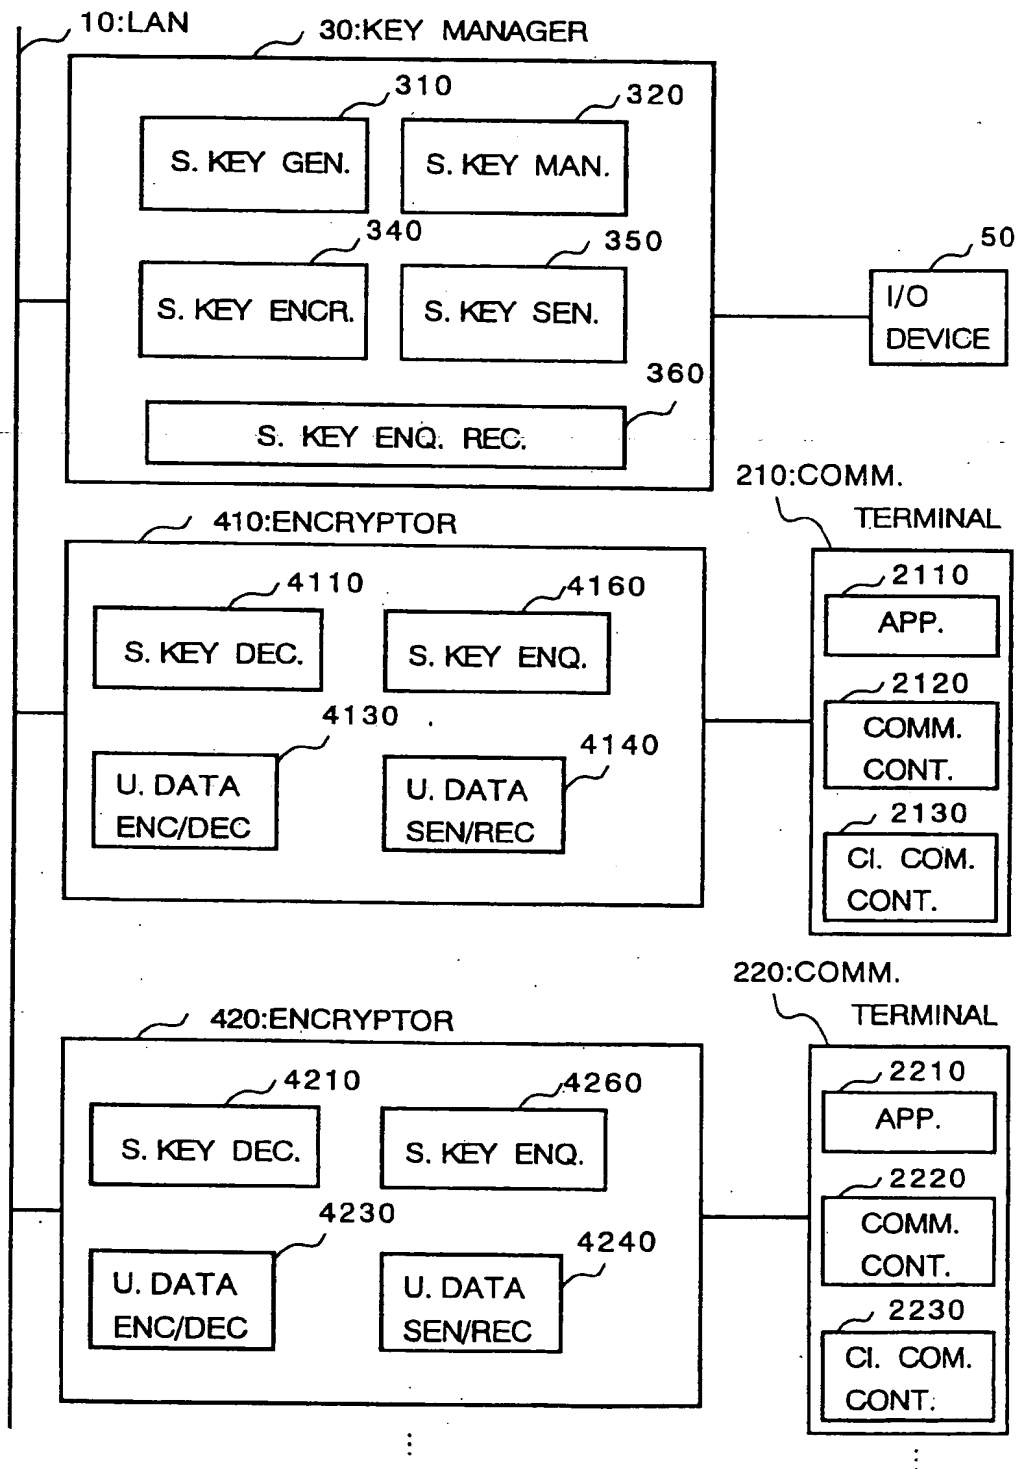 10:LAN
30:KEY MANAGER
310
320
S. KEY GEN.
S. KEY MAN.
340
350
S. KEY ENCR.
S. KEY SEN.
50
I/O
DEVICE
360
S. KEY ENQ. REC.
210:COMM.
TERMINAL
410:ENCRYPTOR
4110
4160
S. KEY DEC.
S. KEY ENQ.
2110
APP.
2120
COMM.
CONT.
4130
4140
U. DATA
ENC/DEC
U. DATA
SEN/REC
2130
CI. COM.
CONT.
220:COMM.
TERMINAL
420:ENCRYPTOR
4210
4260
S. KEY DEC.
S. KEY ENQ.
2210
APP.
2220
COMM.
CONT.
4230
4240
U. DATA
ENC/DEC
U. DATA
SEN/REC
2230
CI. COM.
CONT.